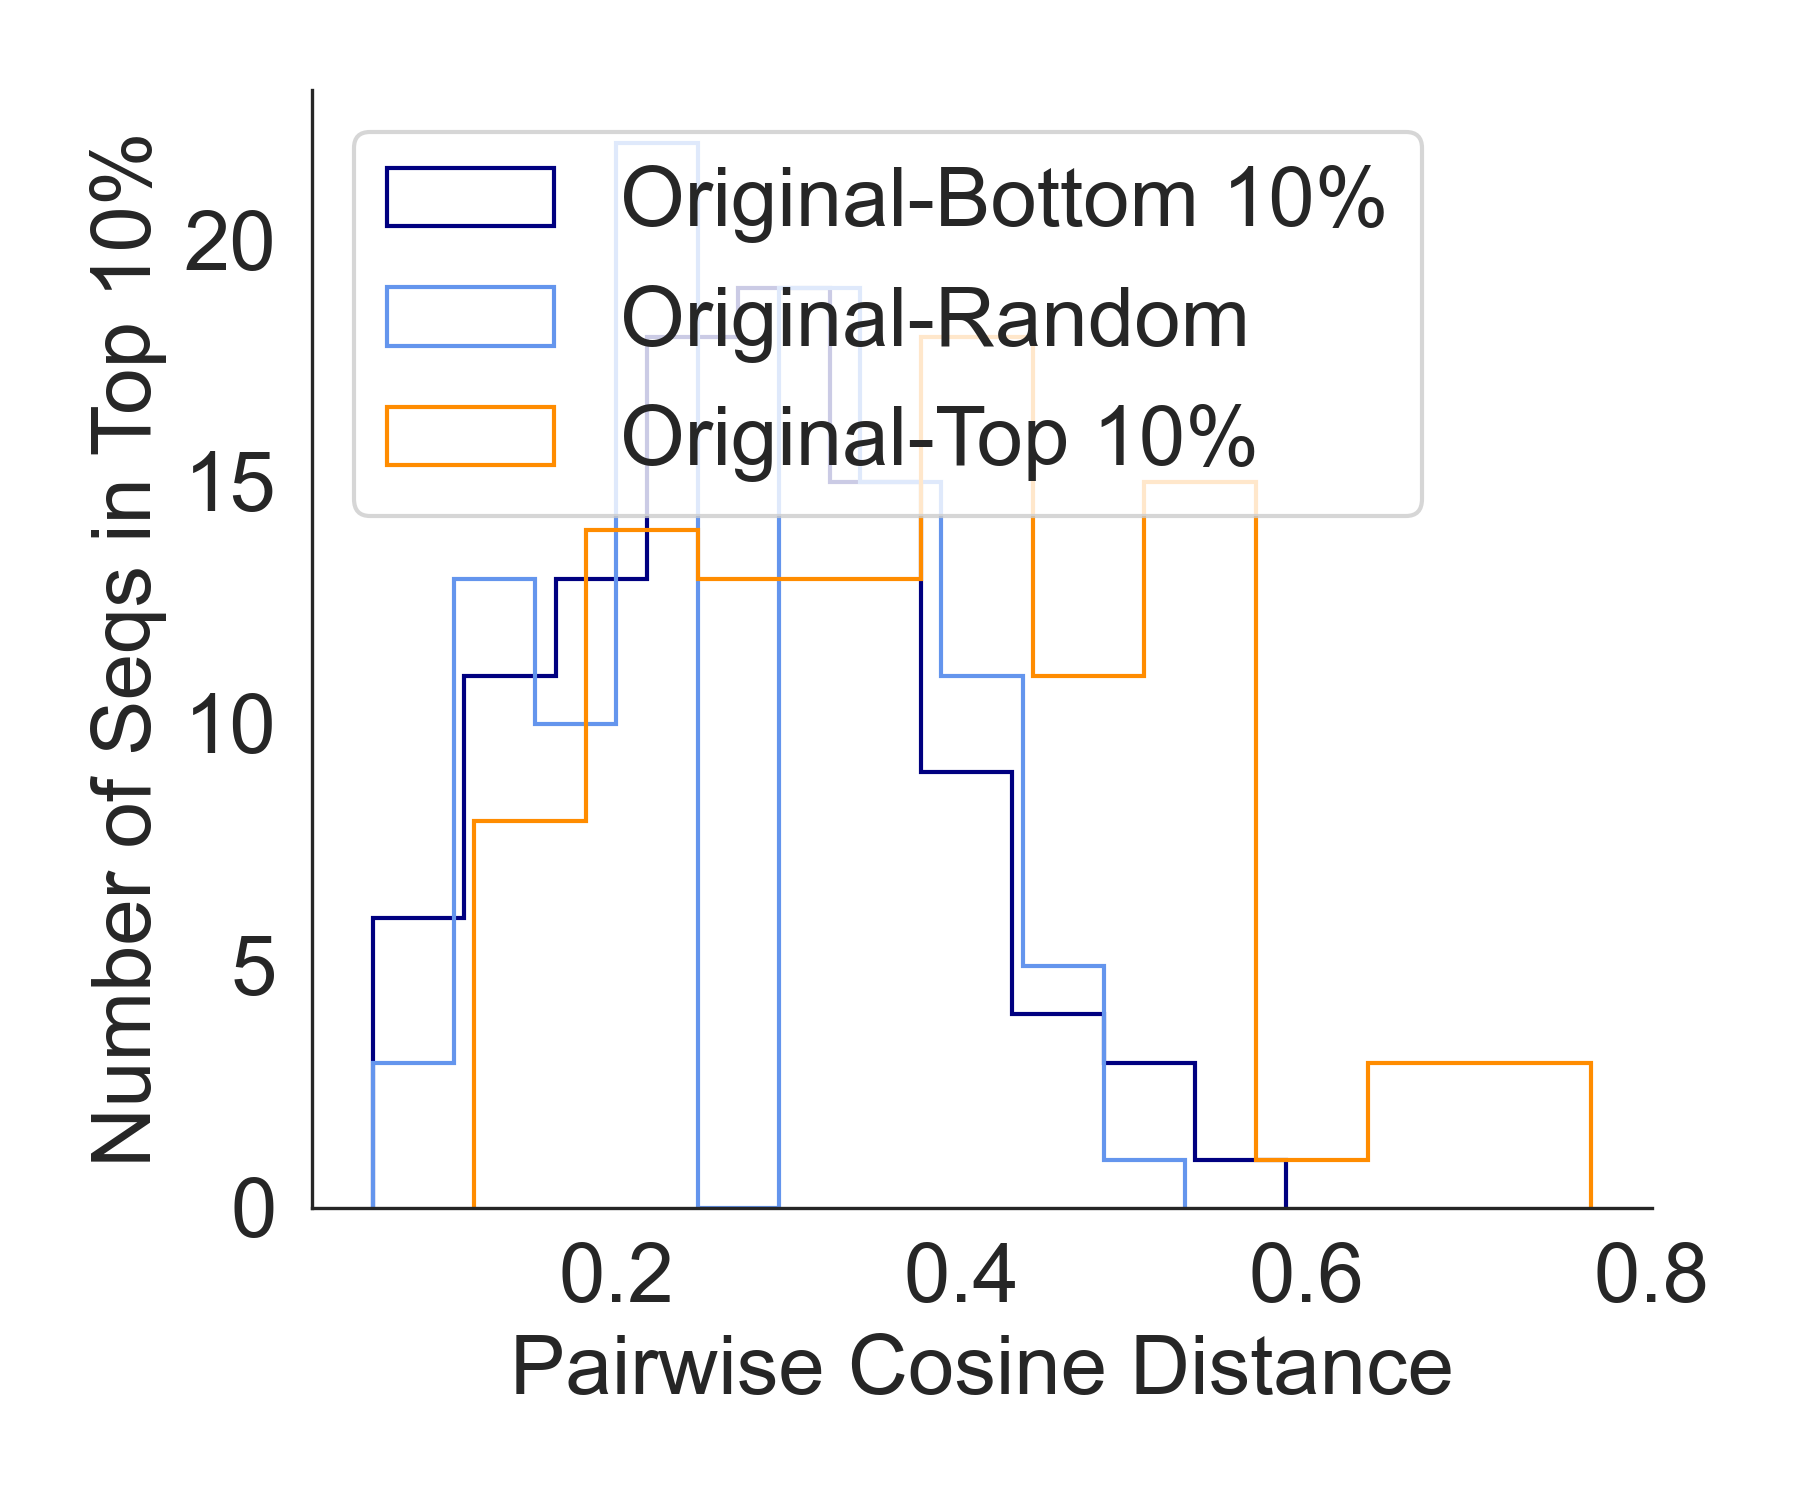 Number of Seqs in Top 10%
20
15
10
5
0
Original-Bottom 10%
Original-Random
Original-Top 10%
0.2 0.4 0.6 0.8
Pairwise Cosine Distance